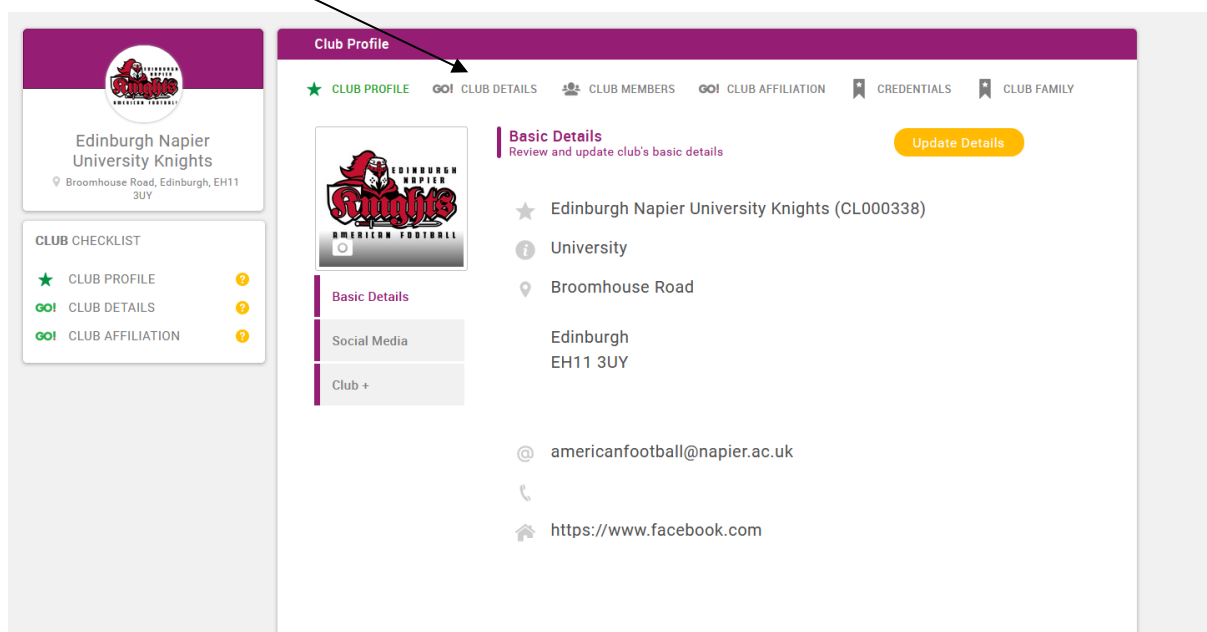 EDINBURGH
NAPIER
Knights
AMERICAN FOOTBALL
Edinburgh Napier
University Knights
Broomhouse Road, Edinburgh, EH11
3UY
CLUB CHECKLIST
CLUB PROFILE ?
GO! CLUB DETAILS ?
GO! CLUB AFFILIATION ?
Club Profile
CLUB PROFILE GO! CLUB DETAILS CLUB MEMBERS GO! CLUB AFFILIATION CREDENTIALS CLUB FAMILY
EDINBURGH
NAPIER
Knights
AMERICAN FOOTBALL
Basic Details
Social Media
Club +
Basic Details
Review and update club's basic details
Update Details
Edinburgh Napier University Knights (CL000338)
i University
Broomhouse Road
Edinburgh
EH11 3UY
@ americanfootball@napier.ac.uk
https://www.facebook.com